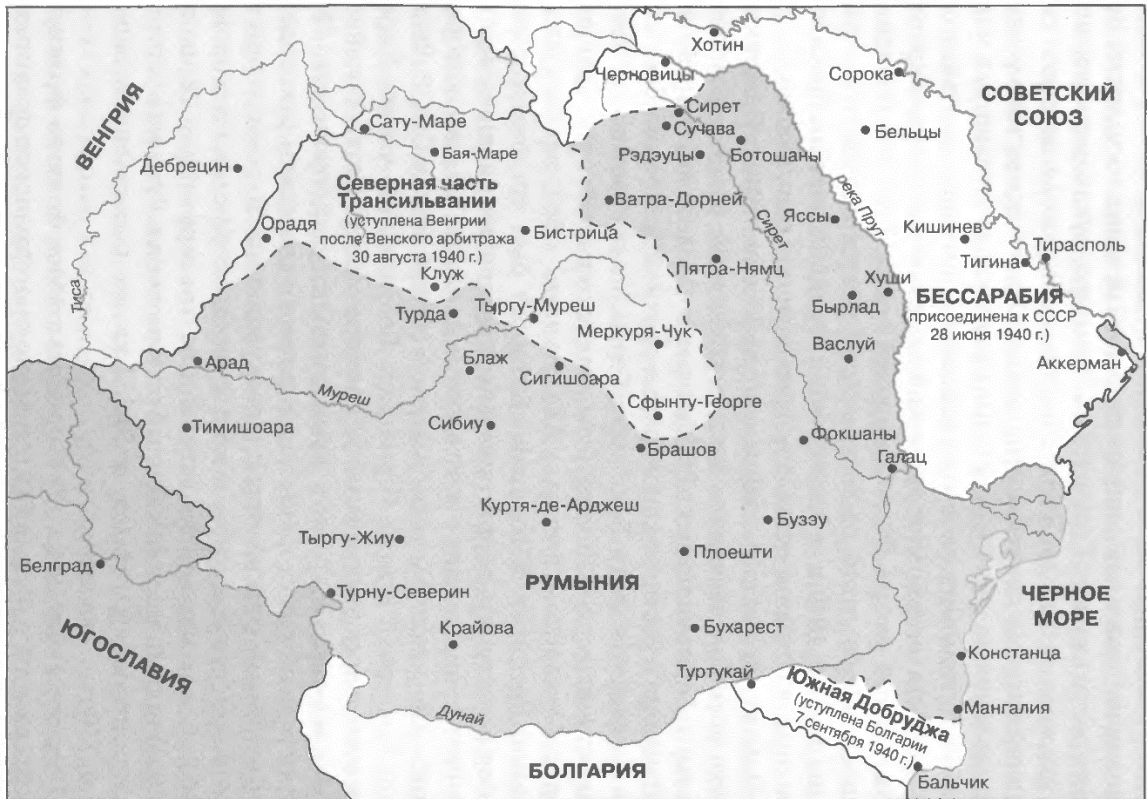 Хотин
Черновицы
Сорока
СОВЕТСКИЙ
СОЮЗ
ВЕНГРИЯ
Сату-Маре
Сирет
Сучава
Бельцы
Бая-Маре
Рэдэуцы
Ботошаны
Дебрецин
Северная часть
Трансильвании
(уступлена Венгрии
после Венского арбитража
30 августа 1940 г.)
Ватра-Дорней
река Прут
Сирет
Яссы
Орадя
Бистрица
Кишинев
Тирасполь
Тигина
Пятра-Нямц
Клуж
Хуши
Тиса
Бырлад
БЕССАРАБИЯ
(присоединена к СССР
28 июня 1940 г.)
Турда
Тыргу-Муреш
Меркуря-Чук
Васлуй
Арад
Блаж
Сигишоара
Аккерман
Муреш
Сфынту-Георге
Тимишоара
Сибиу
Фокшаны
Брашов
Галац
Куртя-де-Арджеш
Бузэу
Тыргу-Жиу
Плоешти
Белград
РУМЫНИЯ
Турну-Северин
ЧЕРНОЕ
МОРЕ
ЮГОСЛАВИЯ
Крайова
Бухарест
Констанца
Туртукай
Южная Добруджа
(уступлена Болгарии
7 сентября 1940 г.)
Мангалия
Дунай
БОЛГАРИЯ
Бальчик